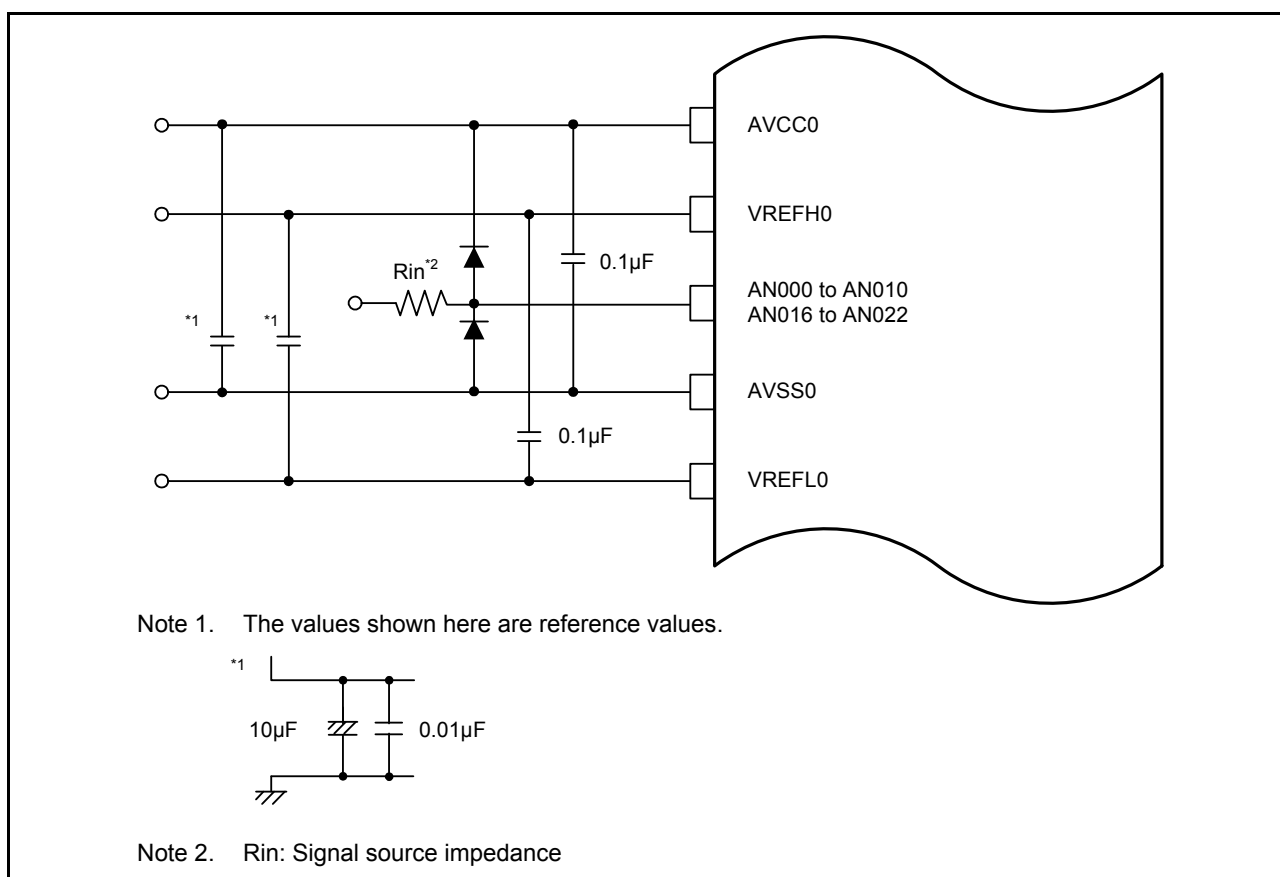 AVCC0
VREFH0
Rin*2
0.1µF
AN000 to AN010
AN016 to AN022
*1
*1
AVSS0
0.1µF
VREFL0
Note 1. The values shown here are reference values.
*1
10µF
0.01µF
Note 2. Rin: Signal source impedance